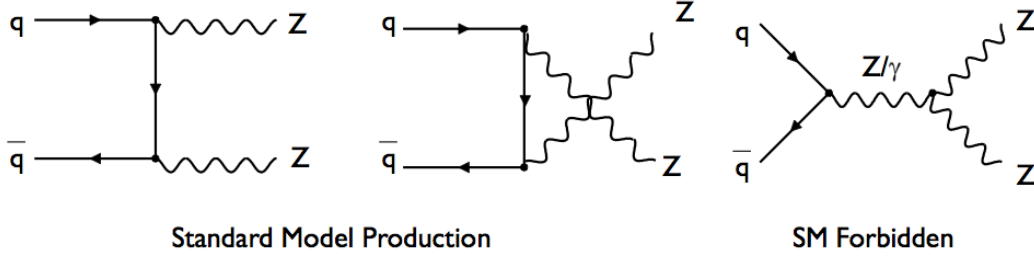 q Z q Z q Z/γ Z
q̅ Z q̅ Z q̅ Z
Standard Model Production SM Forbidden